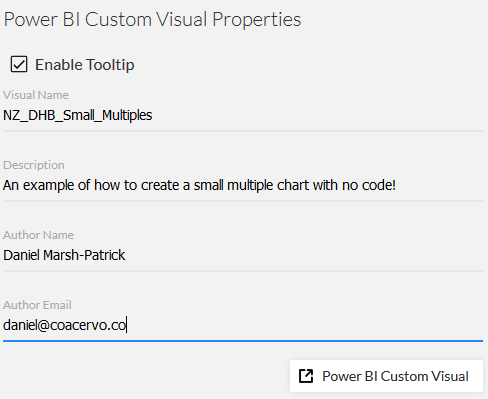 Power BI Custom Visual Properties
Enable Tooltip
Visual Name
NZ_DHB_Small_Multiples
Description
An example of how to create a small multiple chart with no code!
Author Name
Daniel Marsh-Patrick
Author Email
daniel@coacervo.co
Power BI Custom Visual